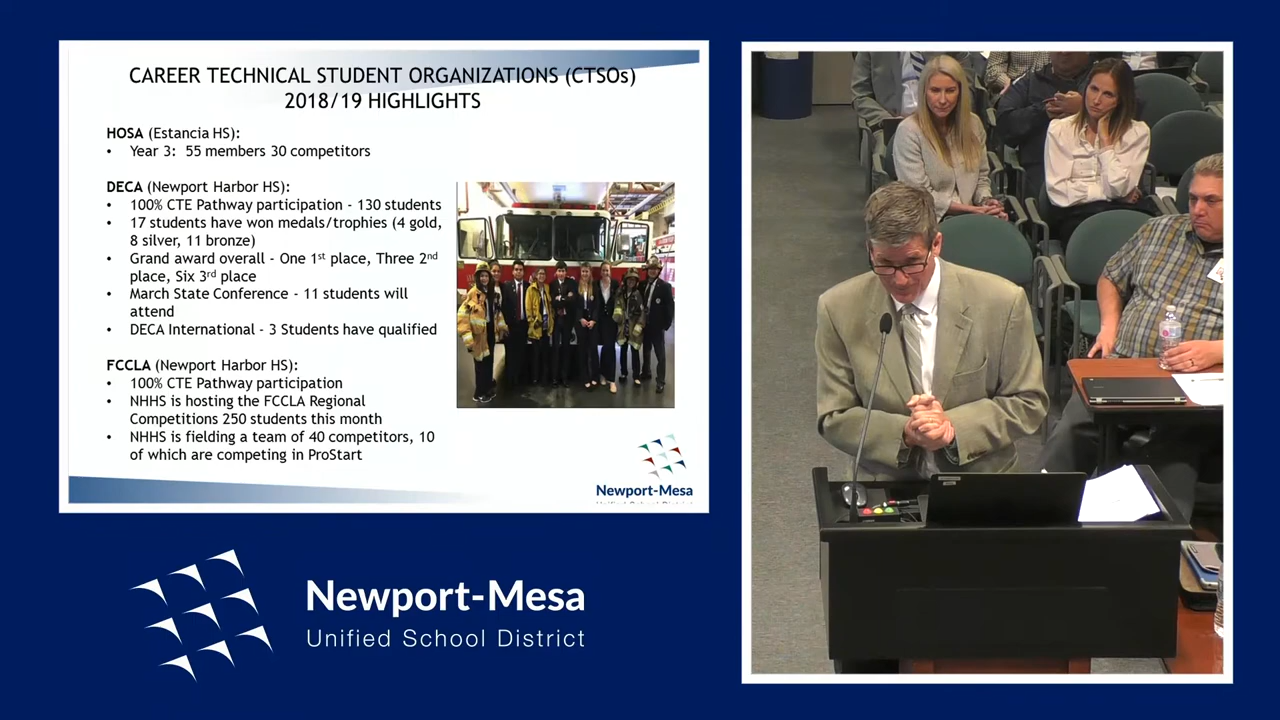 CAREER TECHNICAL STUDENT ORGANIZATIONS (CTSOs)
2018/19 HIGHLIGHTS
HOSA (Estancia HS):
• Year 3: 55 members 30 competitors
DECA (Newport Harbor HS):
• 100% CTE Pathway participation - 130 students
• 17 students have won medals/trophies (4 gold,
8 silver, 11 bronze)
• Grand award overall - One 1st place, Three 2nd
place, Six 3rd place
• March State Conference - 11 students will
attend
• DECA International - 3 Students have qualified
FCCLA (Newport Harbor HS):
• 100% CTE Pathway participation
• NHHS is hosting the FCCLA Regional
Competitions 250 students this month
• NHHS is fielding a team of 40 competitors, 10
of which are competing in ProStart
Newport-Mesa
Newport-Mesa
Unified School District